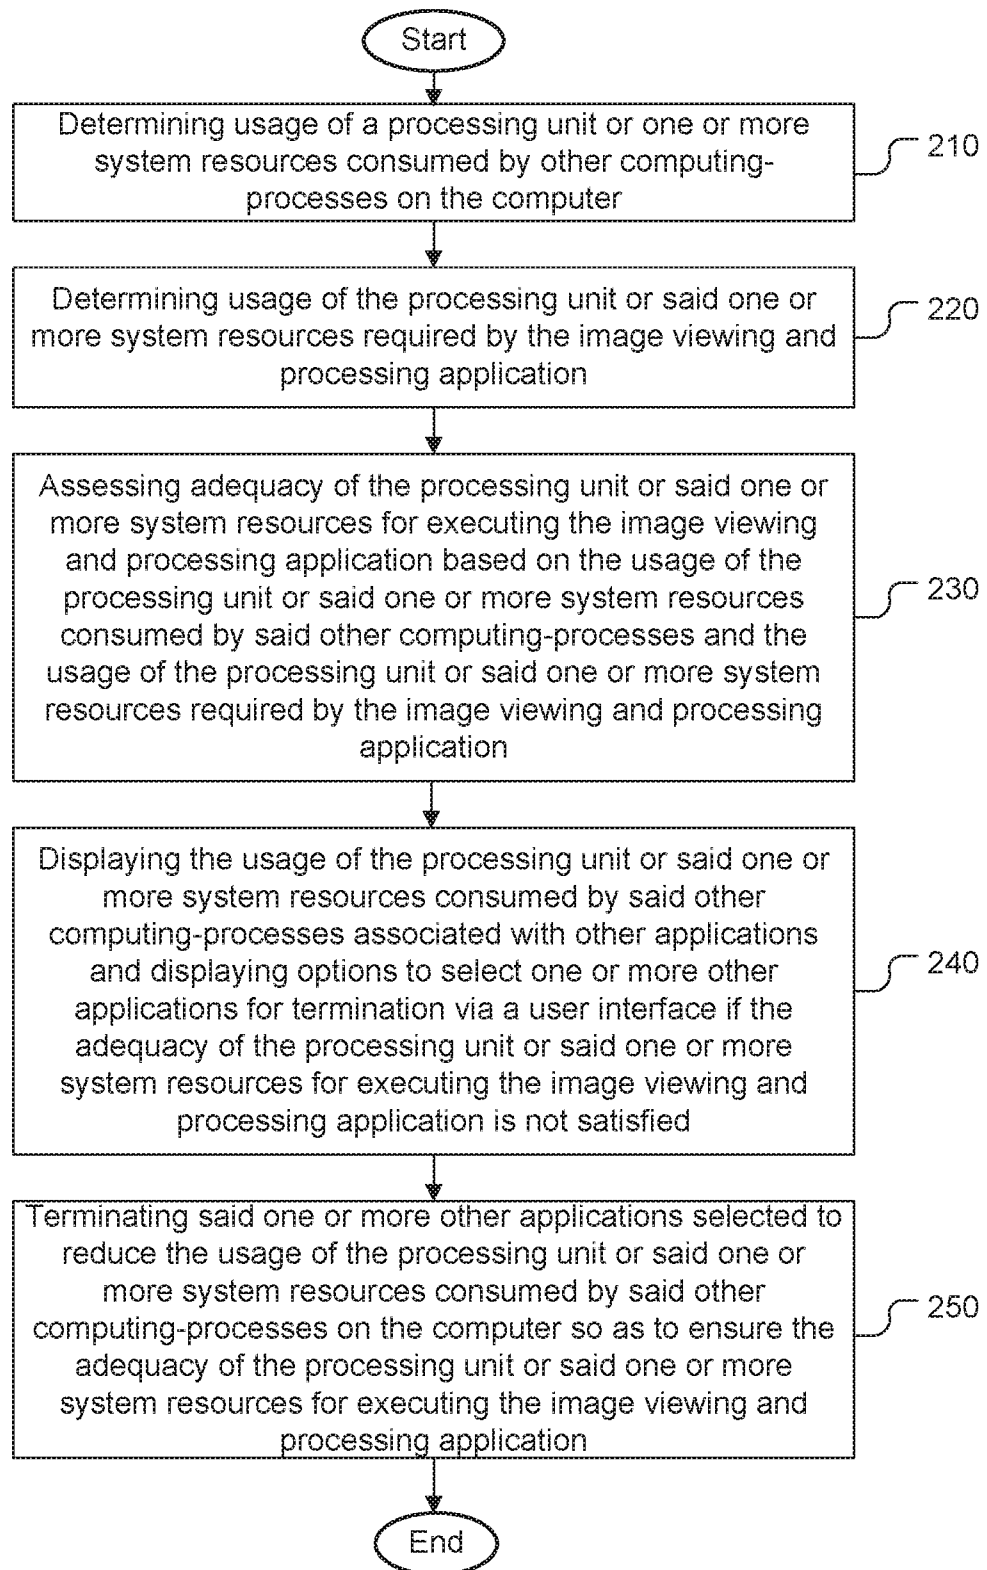 Start
Determining usage of a processing unit or one or more
system resources consumed by other computing-
processes on the computer
210
Determining usage of the processing unit or said one or
more system resources required by the image viewing and
processing application
220
Assessing adequacy of the processing unit or said one or
more system resources for executing the image viewing
and processing application based on the usage of the
processing unit or said one or more system resources
consumed by said other computing-processes and the
usage of the processing unit or said one or more system
resources required by the image viewing and processing
application
230
Displaying the usage of the processing unit or said one or
more system resources consumed by said other
computing-processes associated with other applications
and displaying options to select one or more other
applications for termination via a user interface if the
adequacy of the processing unit or said one or more
system resources for executing the image viewing and
processing application is not satisfied
240
Terminating said one or more other applications selected to
reduce the usage of the processing unit or said one or
more system resources consumed by said other
computing-processes on the computer so as to ensure the
adequacy of the processing unit or said one or more
system resources for executing the image viewing and
processing application
250
End